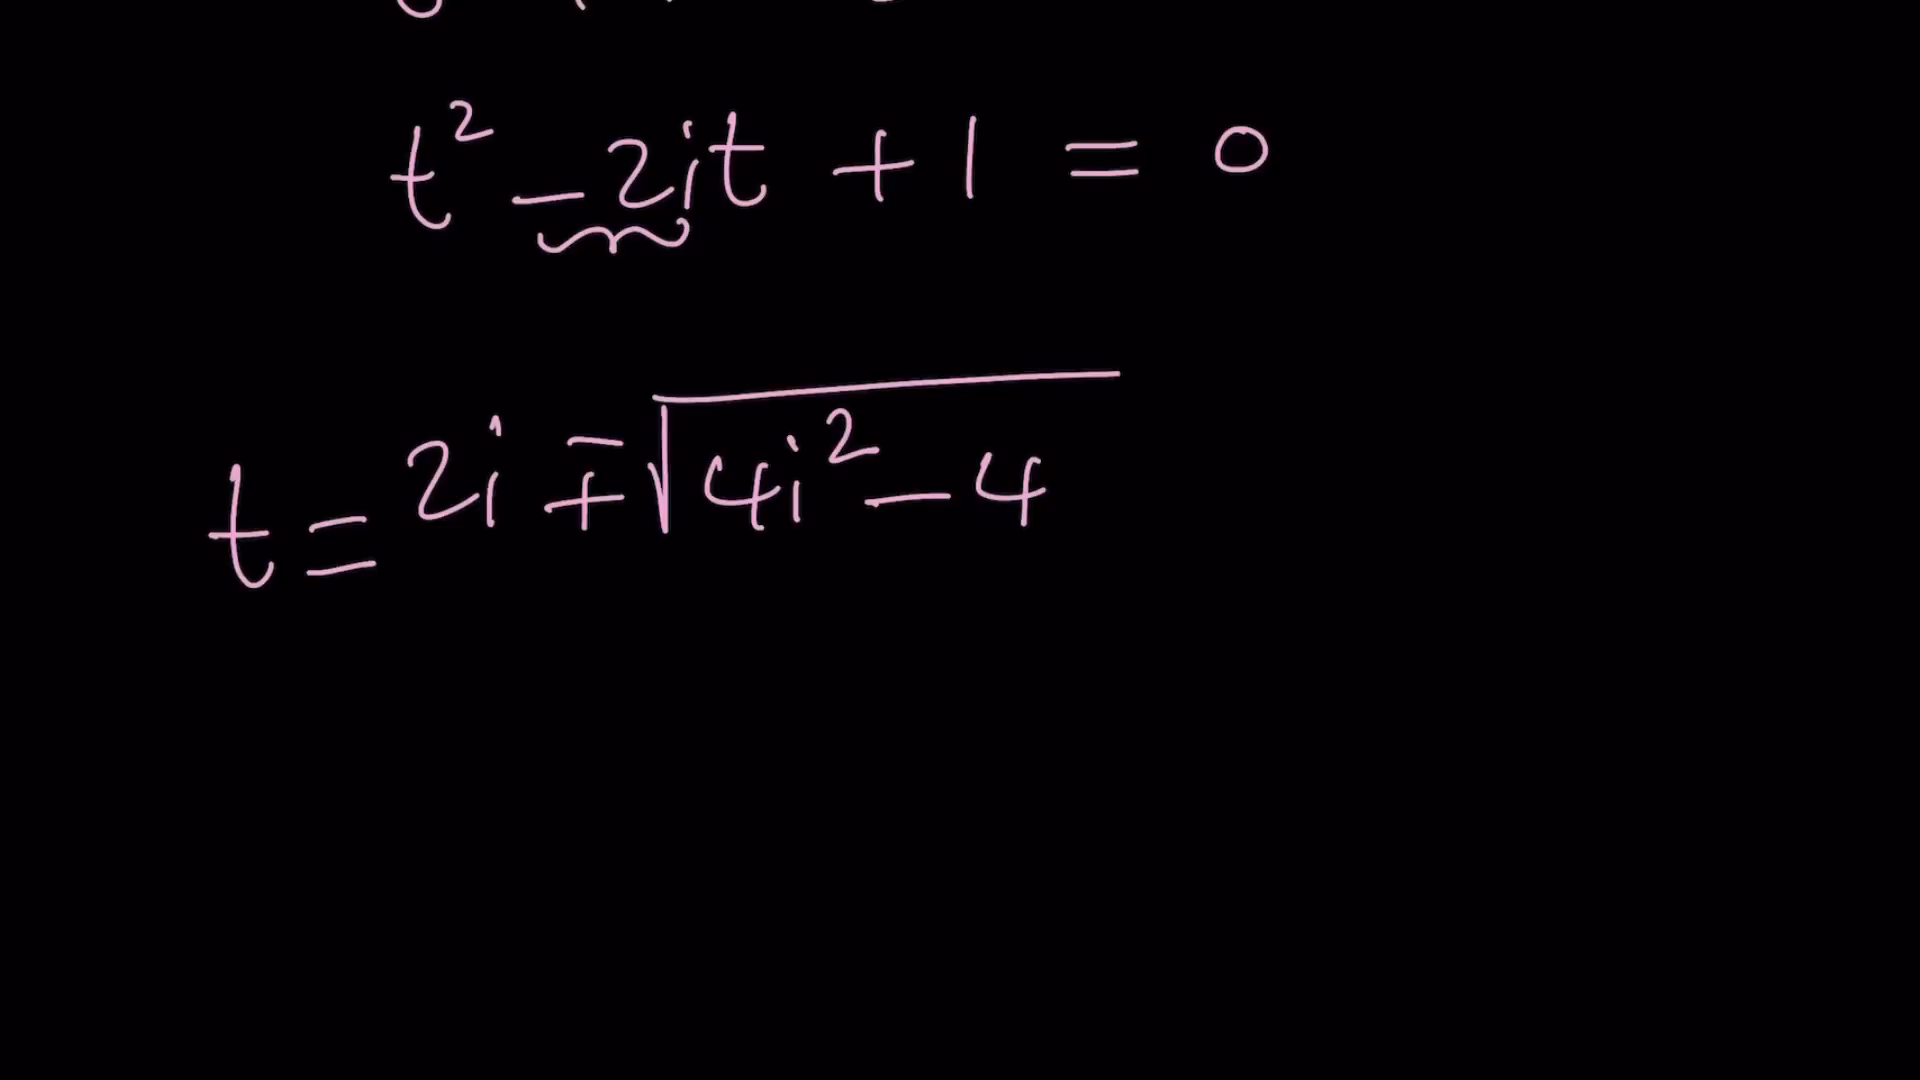 t² - 2it + 1 = 0
t = 2i ∓ √(4i² - 4)